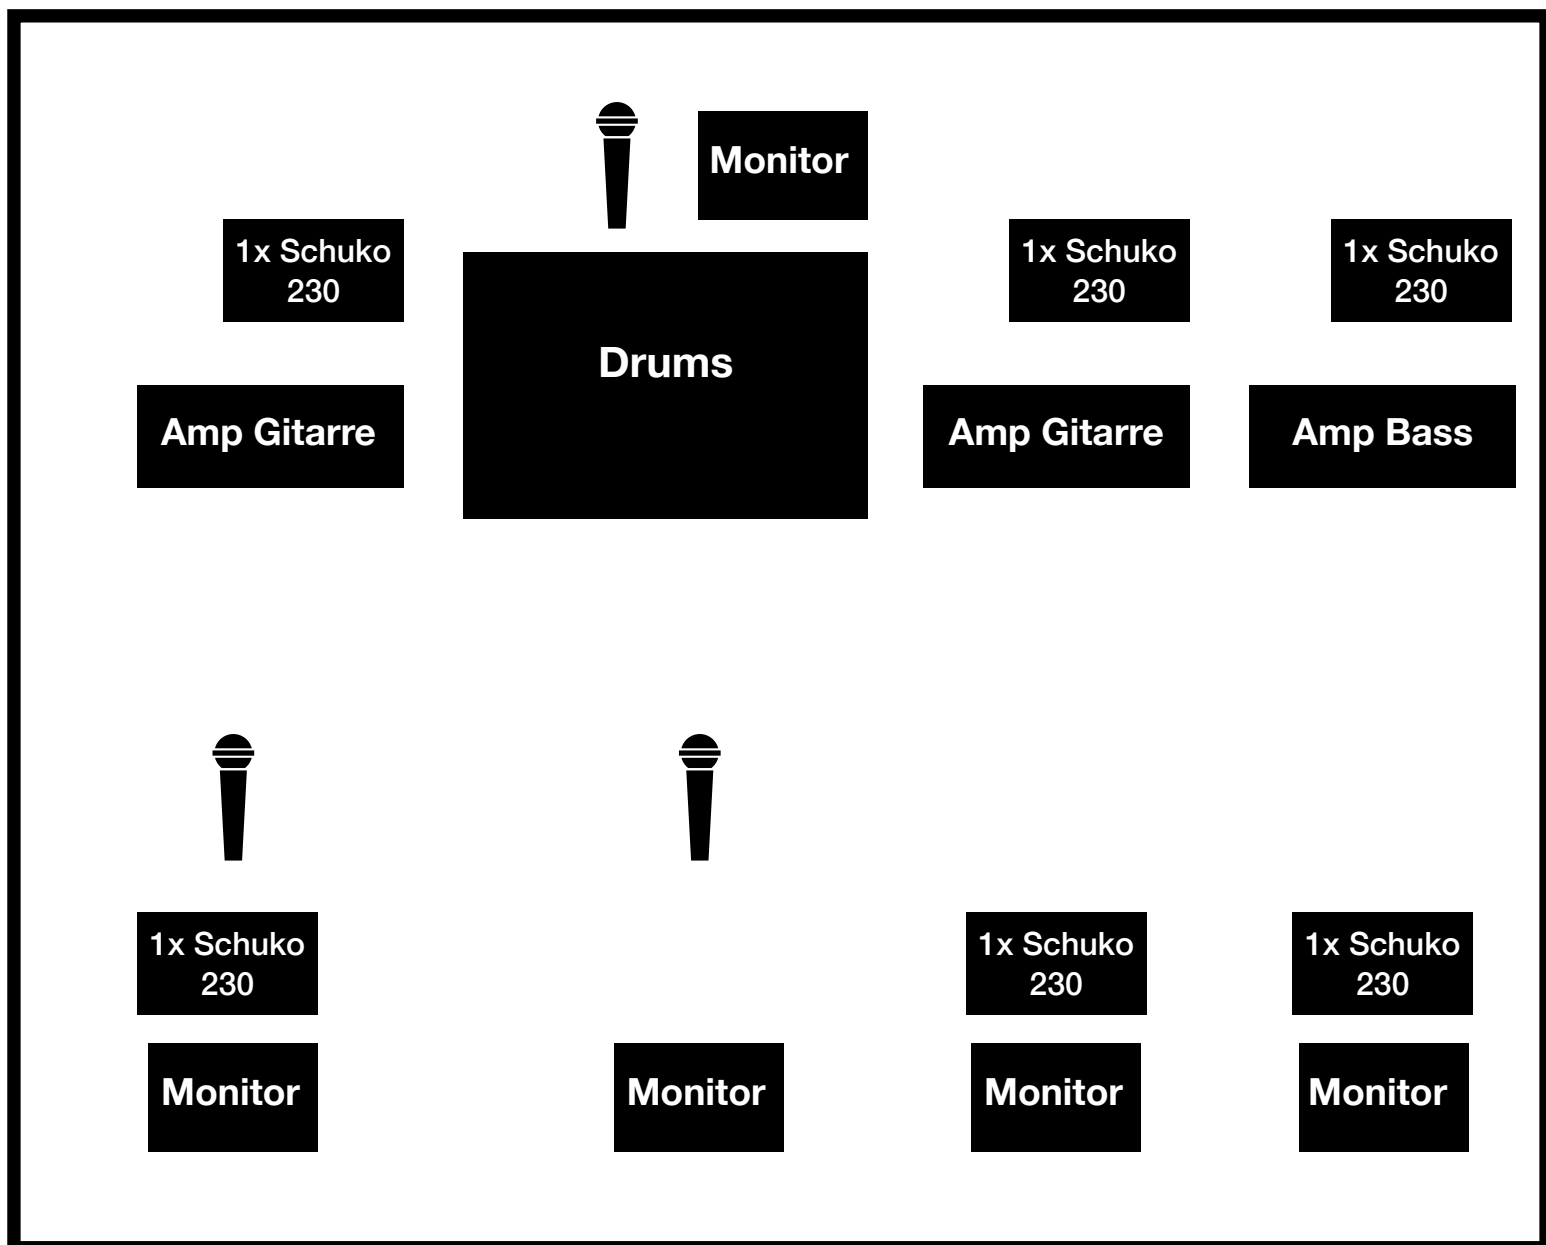 Monitor
1x Schuko
230
1x Schuko
230
1x Schuko
230
Drums
Amp Gitarre
Amp Gitarre
Amp Bass
1x Schuko
230
1x Schuko
230
1x Schuko
230
Monitor
Monitor
Monitor
Monitor